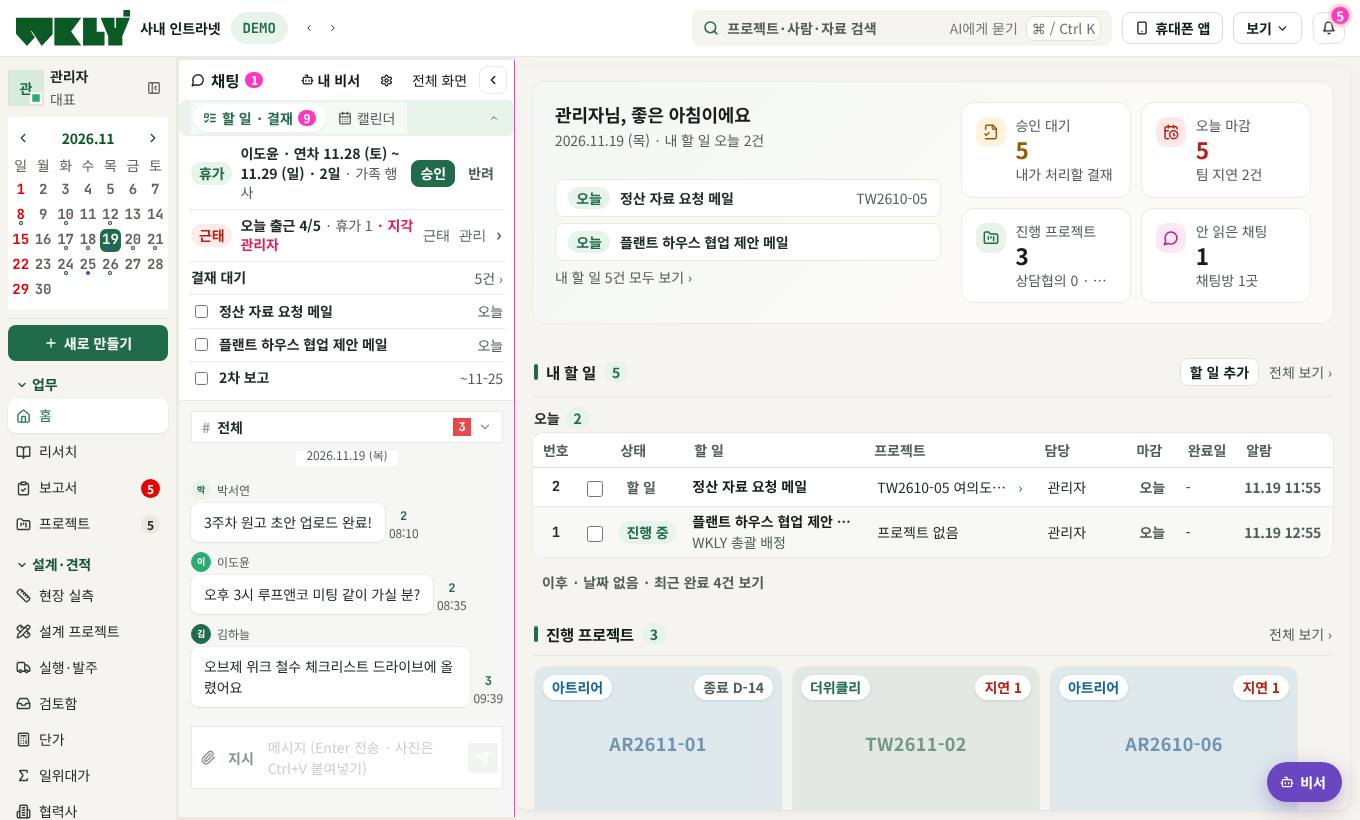 WKLY 사내 인트라넷 DEMO ‹ ›
프로젝트·사람·자료 검색 AI에게 묻기 ⌘ / Ctrl K
휴대폰 앱
보기
5
관 관리자
대표
2026.11
일 월 화 수 목 금 토
1 2 3 4 5 6 7
8 9 10 11 12 13 14
15 16 17 18 19 20 21
22 23 24 25 26 27 28
29 30
+ 새로 만들기
업무
홈
리서치
보고서 5
프로젝트 5
설계·견적
현장 실측
설계 프로젝트
실행·발주
검토함
단가
일위대가
협력사
채팅 1 내 비서 전체 화면
할 일 · 결재 9 캘린더
휴가 이도윤 · 연차 11.28 (토) ~
11.29 (일) · 2일 · 가족 행
사
승인 반려
근태 오늘 출근 4/5 · 휴가 1 · 지각
관리자
근태 관리 ›
결재 대기 5건 ›
정산 자료 요청 메일 오늘
플랜트 하우스 협업 제안 메일 오늘
2차 보고 ~11-25
# 전체 3
2026.11.19 (목)
박 박서연
3주차 원고 초안 업로드 완료!
2
08:10
이 이도윤
오후 3시 루프앤코 미팅 같이 가실 분?
2
08:35
김 김하늘
오브제 위크 철수 체크리스트 드라이브에 올
렸어요
3
09:39
지시 메시지 (Enter 전송 · 사진은
Ctrl+V 붙여넣기)
관리자님, 좋은 아침이에요
2026.11.19 (목) · 내 할 일 오늘 2건
오늘 정산 자료 요청 메일 TW2610-05
오늘 플랜트 하우스 협업 제안 메일
내 할 일 5건 모두 보기 ›
승인 대기
5
내가 처리할 결재
오늘 마감
5
팀 지연 2건
진행 프로젝트
3
상담협의 0 · ⋯
안 읽은 채팅
1
채팅방 1곳
내 할 일 5
할 일 추가 전체 보기 ›
오늘 2
번호 상태 할 일 프로젝트 담당 마감 완료일 알람
2 할 일 정산 자료 요청 메일 TW2610-05 여의도⋯ › 관리자 오늘 - 11.19 11:55
1 진행 중 플랜트 하우스 협업 제안 ⋯ 프로젝트 없음 관리자 오늘 - 11.19 12:55
WKLY 총괄 배정
이후 · 날짜 없음 · 최근 완료 4건 보기
진행 프로젝트 3
전체 보기 ›
아트리어 종료 D-14
AR2611-01
더위클리 지연 1
TW2611-02
아트리어 지연 1
AR2610-06
비서